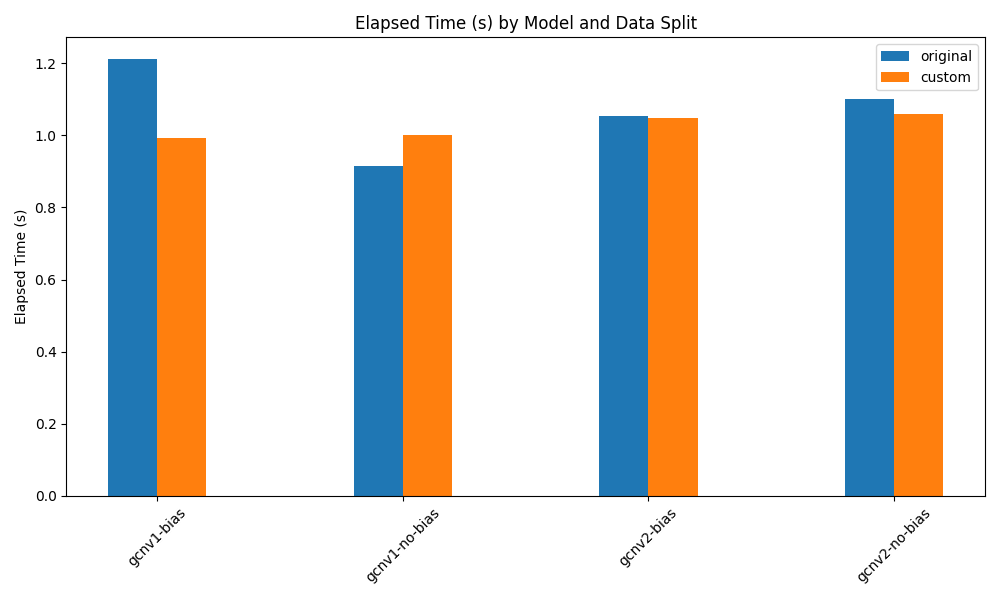 Elapsed Time (s) by Model and Data Split
original
custom
Elapsed Time (s)
1.2
1.0
0.8
0.6
0.4
0.2
0.0
gcnv1-bias
gcnv1-no-bias
gcnv2-bias
gcnv2-no-bias